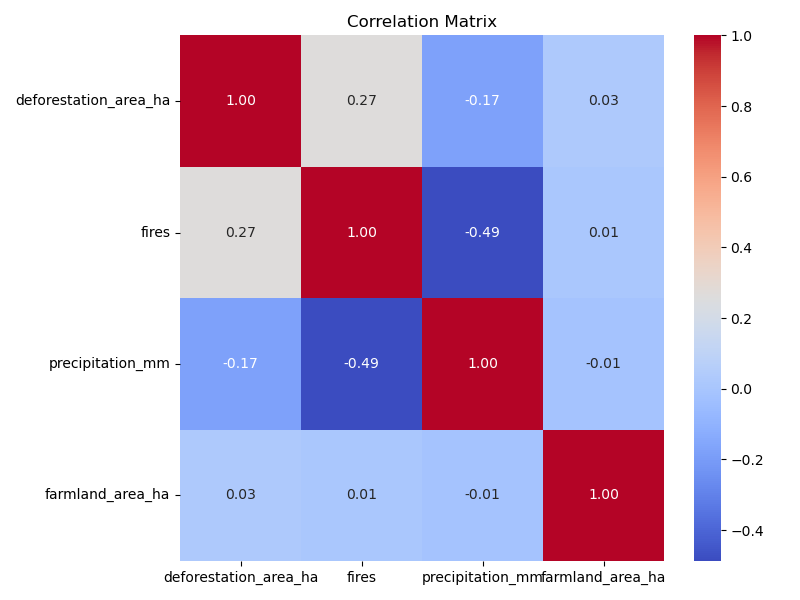 Correlation Matrix
deforestation_area_ha 1.00 0.27 -0.17 0.03
fires 0.27 1.00 -0.49 0.01
precipitation_mm -0.17 -0.49 1.00 -0.01
farmland_area_ha 0.03 0.01 -0.01 1.00
deforestation_area_ha fires precipitation_mm farmland_area_ha
1.0
0.8
0.6
0.4
0.2
0.0
−0.2
−0.4